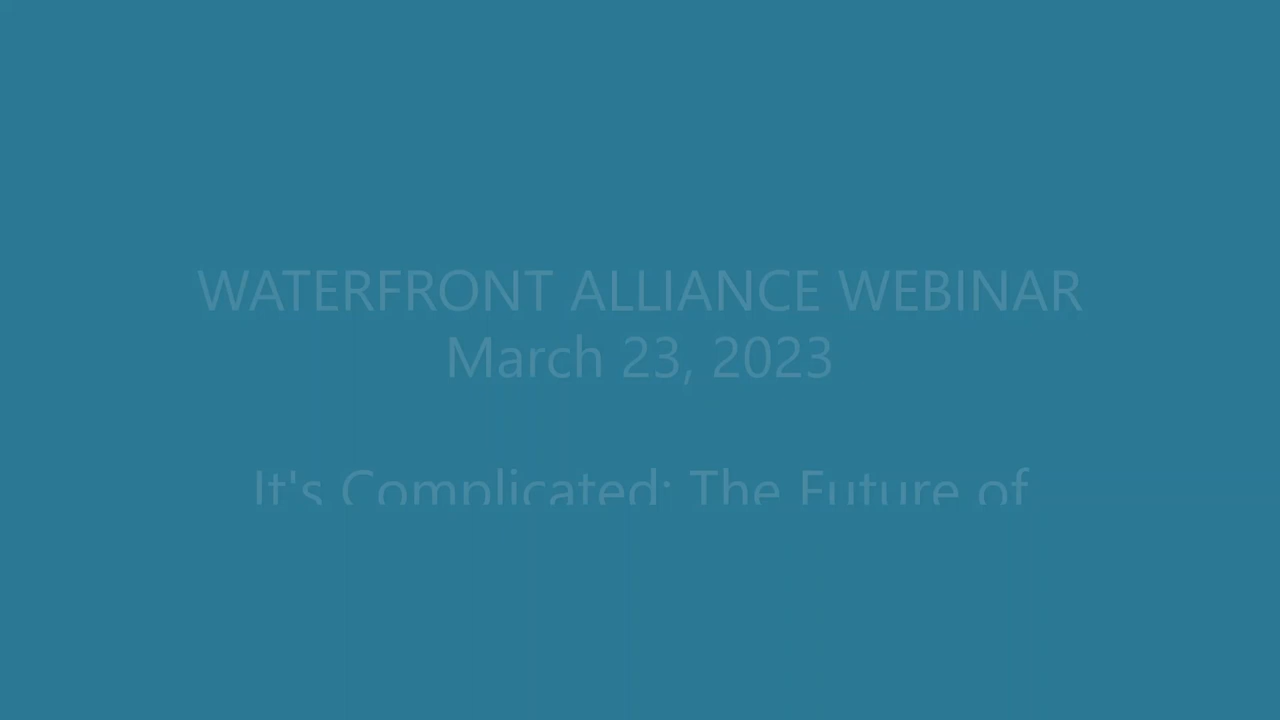 WATERFRONT ALLIANCE WEBINAR
March 23, 2023
It's Complicated: The Future of